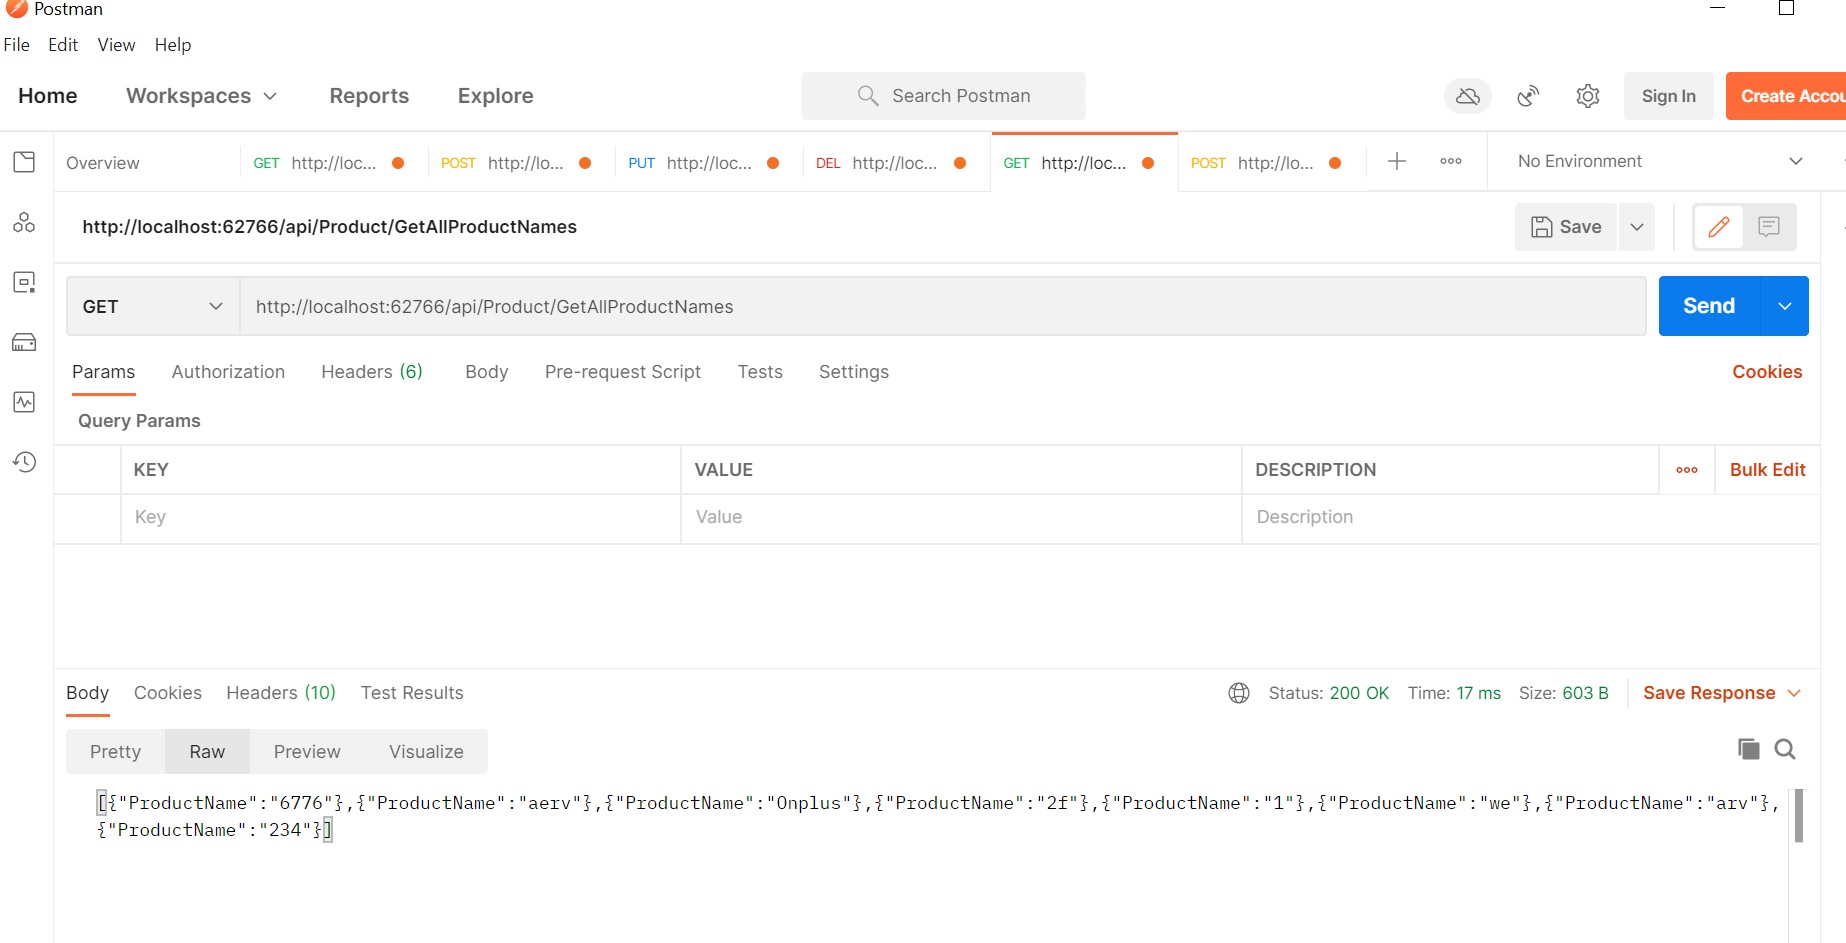 Postman
File Edit View Help
Home Workspaces Reports Explore Search Postman Sign In Create Accou
Overview GET http://loc... POST http://lo... PUT http://loc... DEL http://loc... GET http://loc... POST http://lo... No Environment
http://localhost:62766/api/Product/GetAllProductNames Save
GET http://localhost:62766/api/Product/GetAllProductNames Send
Params Authorization Headers (6) Body Pre-request Script Tests Settings Cookies
Query Params
KEY VALUE DESCRIPTION Bulk Edit
Key Value Description
Body Cookies Headers (10) Test Results Status: 200 OK Time: 17 ms Size: 603 B Save Response
Pretty Raw Preview Visualize
[{"ProductName":"6776"},{"ProductName":"aerv"},{"ProductName":"Onplus"},{"ProductName":"2f"},{"ProductName":"1"},{"ProductName":"we"},{"ProductName":"arv"},
{"ProductName":"234"}]